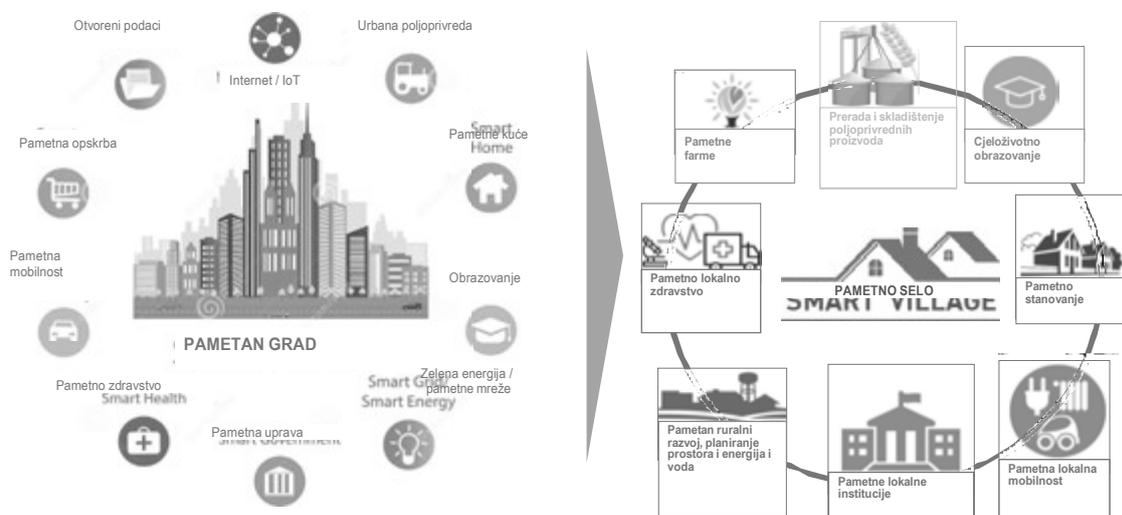 Otvoreni podaci
Urbana poljoprivreda
Internet / IoT
Pametna opskrba
Smart
Pametne kuće
Home
Pametna
mobilnost
Obrazovanje
PAMETAN GRAD
Zelena energija /
pametne mreže
Smart Grid/
Smart Energy
Pametno zdravstvo
Smart Health
Pametna uprava
Smart Government
Pametne
farme
Prerada i skladištenje
poljoprivrednih
proizvoda
Cjeloživotno
obrazovanje
Pametno lokalno
zdravstvo
PAMETNO SELO
SMART VILLAGE
Pametno
stanovanje
Pametan ruralni
razvoj, planiranje
prostora i energija i
voda
Pametne lokalne
institucije
Pametna lokalna
mobilnost